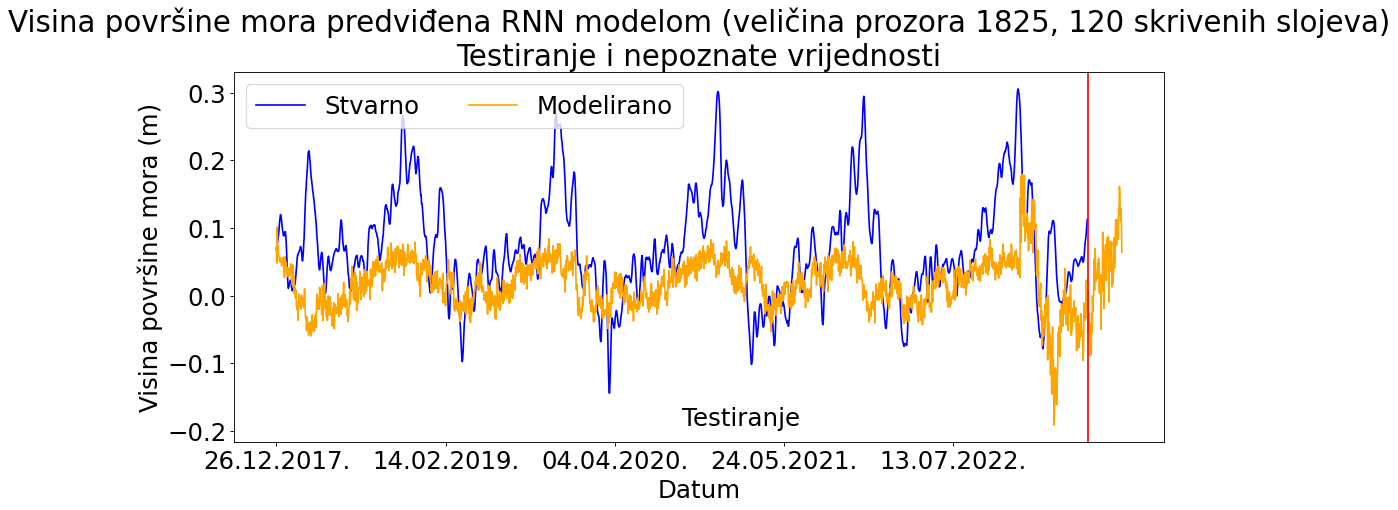 Visina površine mora predviđena RNN modelom (veličina prozora 1825, 120 skrivenih slojeva)
Testiranje i nepoznate vrijednosti
Stvarno Modelirano
Visina površine mora (m)
0.3
0.2
0.1
0.0
−0.1
−0.2
Testiranje
26.12.2017. 14.02.2019. 04.04.2020. 24.05.2021. 13.07.2022.
Datum